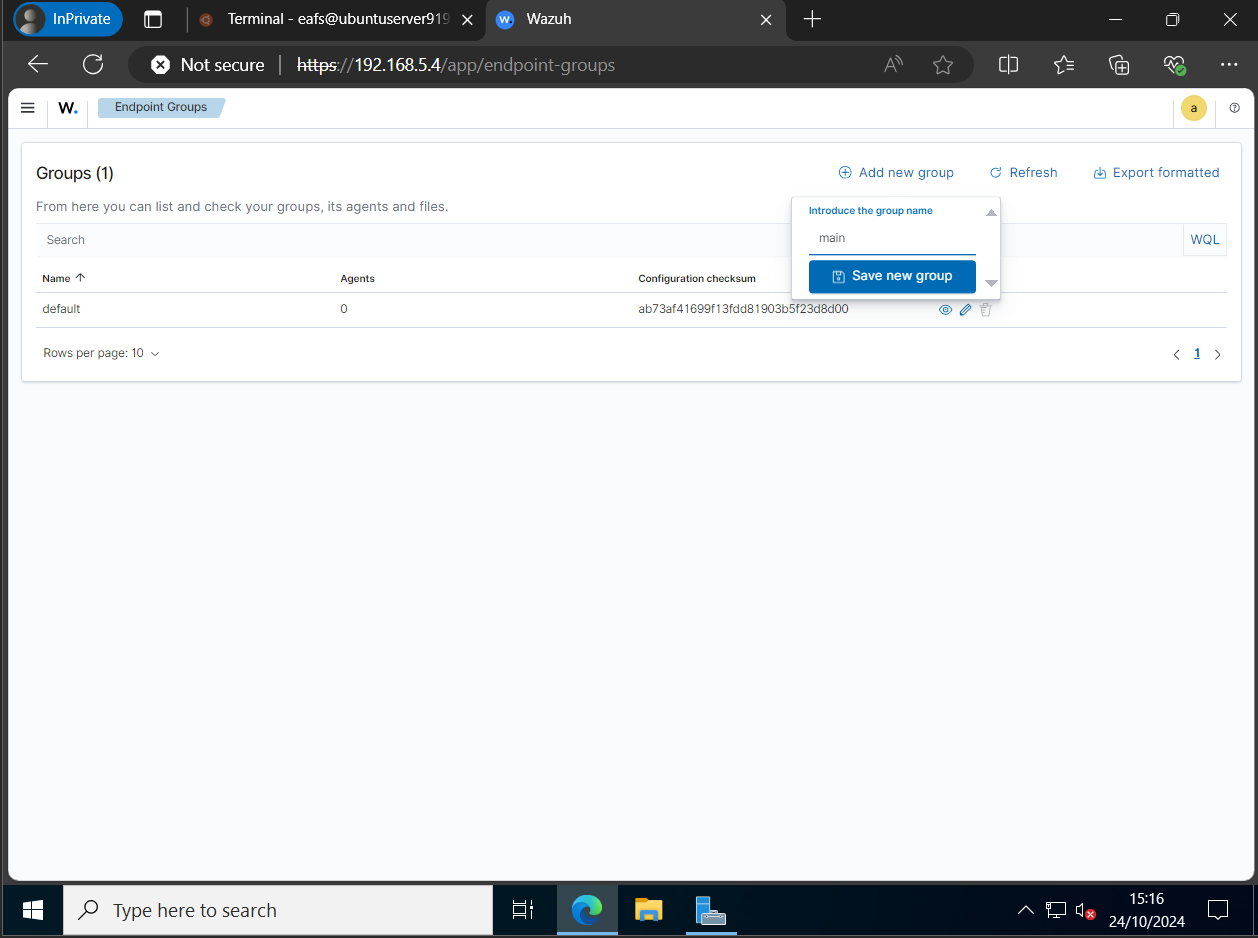 InPrivate
Terminal - eafs@ubuntuserver919
Wazuh
Not secure
https://192.168.5.4/app/endpoint-groups
W.
Endpoint Groups
a
Groups (1)
Add new group
Refresh
Export formatted
From here you can list and check your groups, its agents and files.
Introduce the group name
main
Save new group
Search
WQL
Name
Agents
Configuration checksum
default
0
ab73af41699f13fdd81903b5f23d8d00
Rows per page: 10
1
Type here to search
15:16
24/10/2024